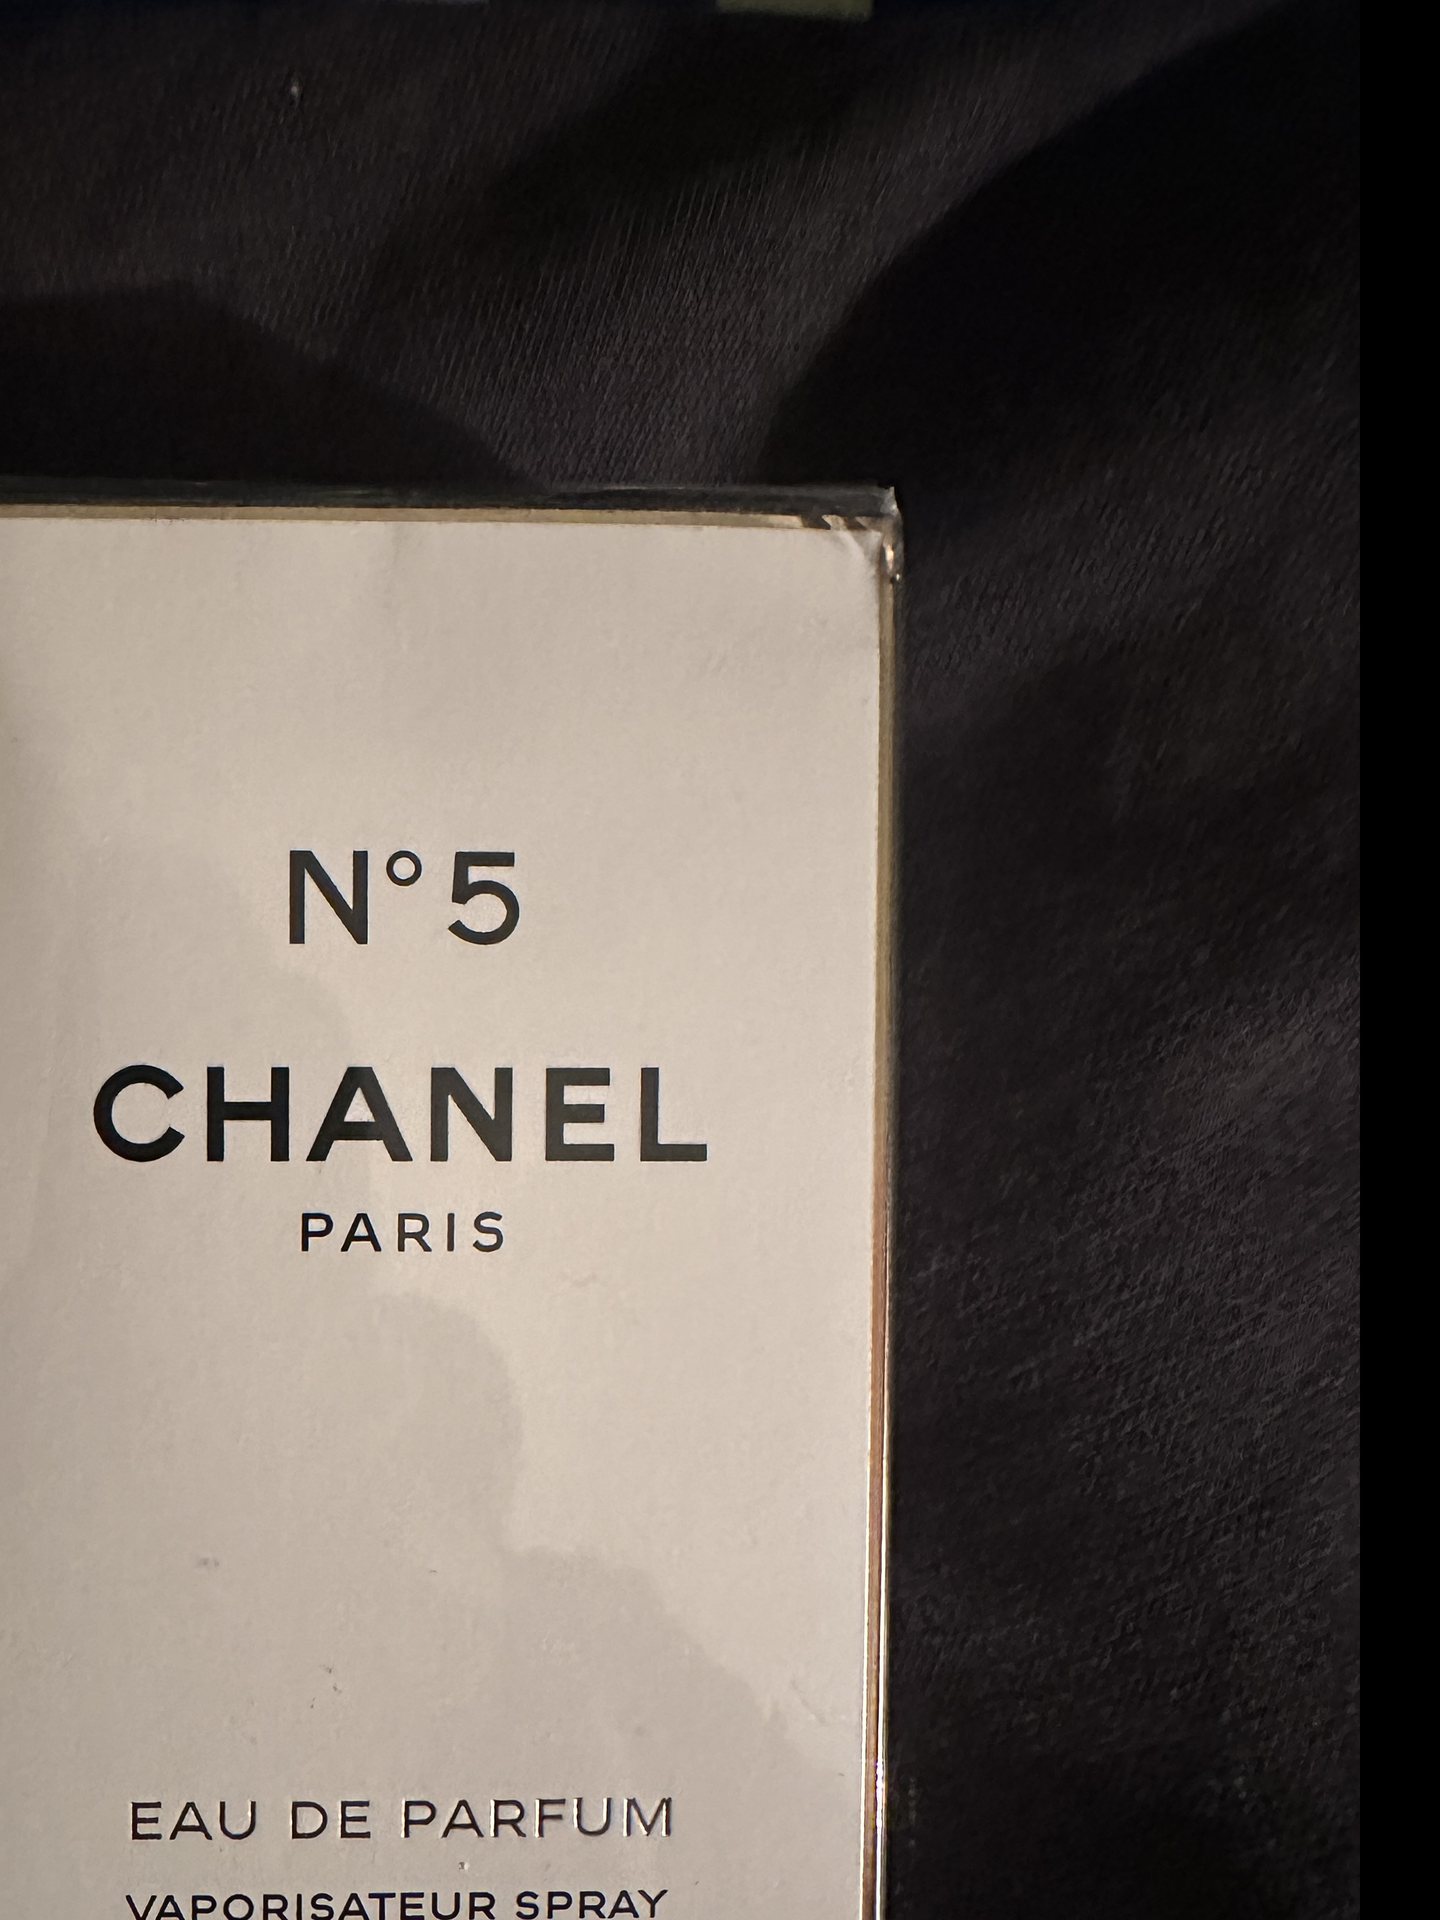 N°5
CHANEL
PARIS
EAU DE PARFUM
VAPORISATEUR SPRAY